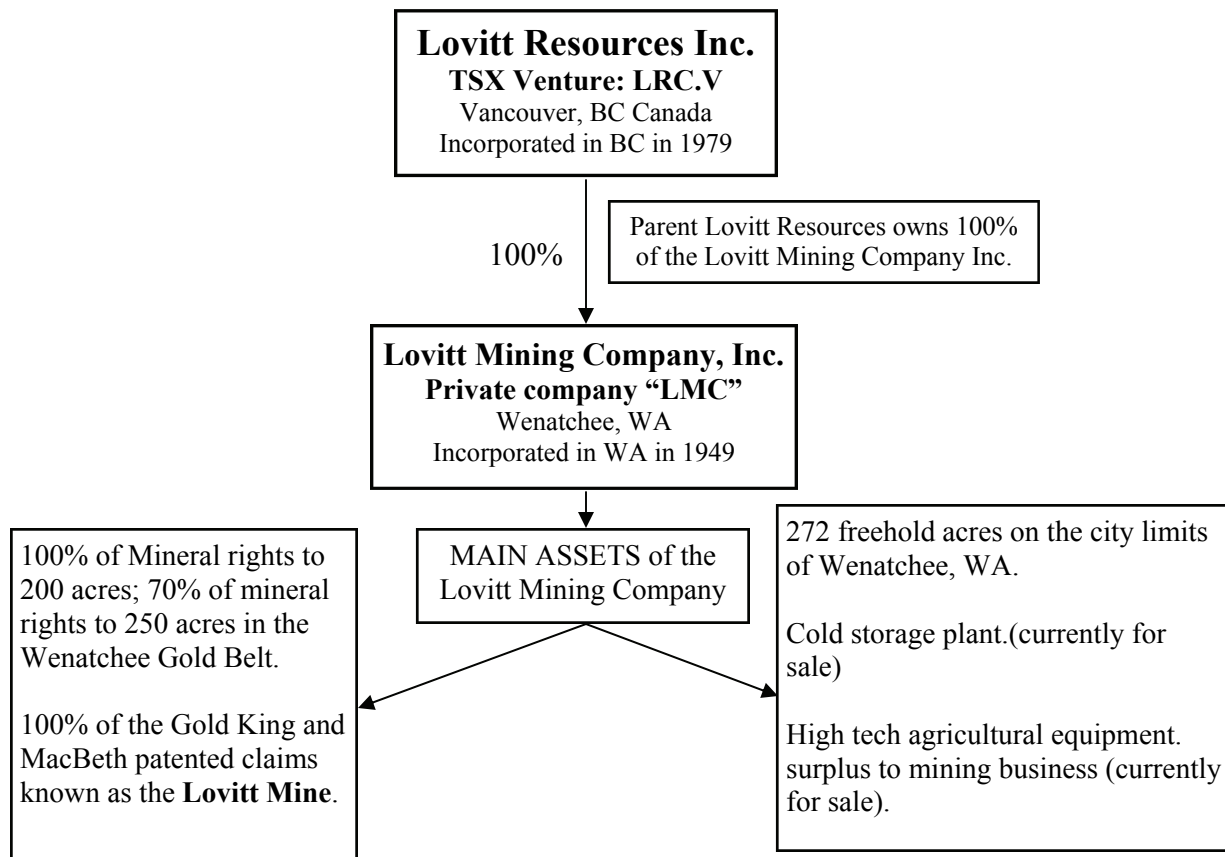 Lovitt Resources Inc.
TSX Venture: LRC.V
Vancouver, BC Canada
Incorporated in BC in 1979
100%
Parent Lovitt Resources owns 100%
of the Lovitt Mining Company Inc.
Lovitt Mining Company, Inc.
Private company “LMC”
Wenatchee, WA
Incorporated in WA in 1949
MAIN ASSETS of the
Lovitt Mining Company
100% of Mineral rights to
200 acres; 70% of mineral
rights to 250 acres in the
Wenatchee Gold Belt.
100% of the Gold King and
MacBeth patented claims
known as the Lovitt Mine.
272 freehold acres on the city limits
of Wenatchee, WA.
Cold storage plant.(currently for
sale)
High tech agricultural equipment.
surplus to mining business (currently
for sale).